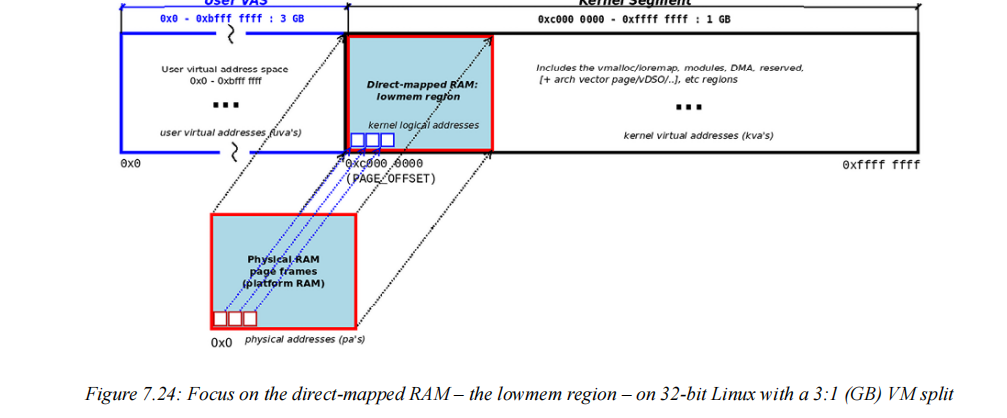 User VAS
Kernel Segment
0x0 - 0xbfff ffff : 3 GB
0xc000 0000 - 0xffff ffff : 1 GB
User virtual address space
0x0 - 0xbfff ffff
...
user virtual addresses (uva's)
Direct-mapped RAM:
lowmem region
kernel logical addresses
Includes the vmalloc/ioremap, modules, DMA, reserved,
[+ arch vector page/vDSO/..], etc regions
...
kernel virtual addresses (kva's)
0x0
0xc000 0000
(PAGE_OFFSET)
0xffff ffff
Physical RAM
page frames
(platform RAM)
0x0
physical addresses (pa's)
Figure 7.24: Focus on the direct-mapped RAM – the lowmem region – on 32-bit Linux with a 3:1 (GB) VM split